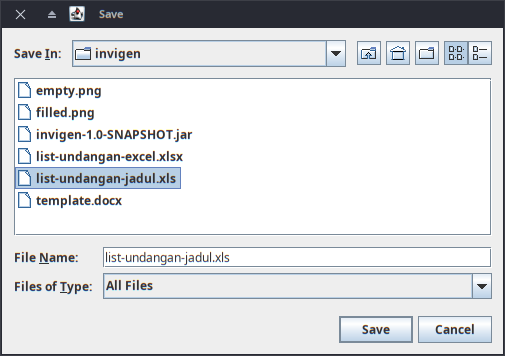 Save
Save In: invigen
empty.png
filled.png
invigen-1.0-SNAPSHOT.jar
list-undangan-excel.xlsx
list-undangan-jadul.xls
template.docx
File Name: list-undangan-jadul.xls
Files of Type: All Files
Save Cancel